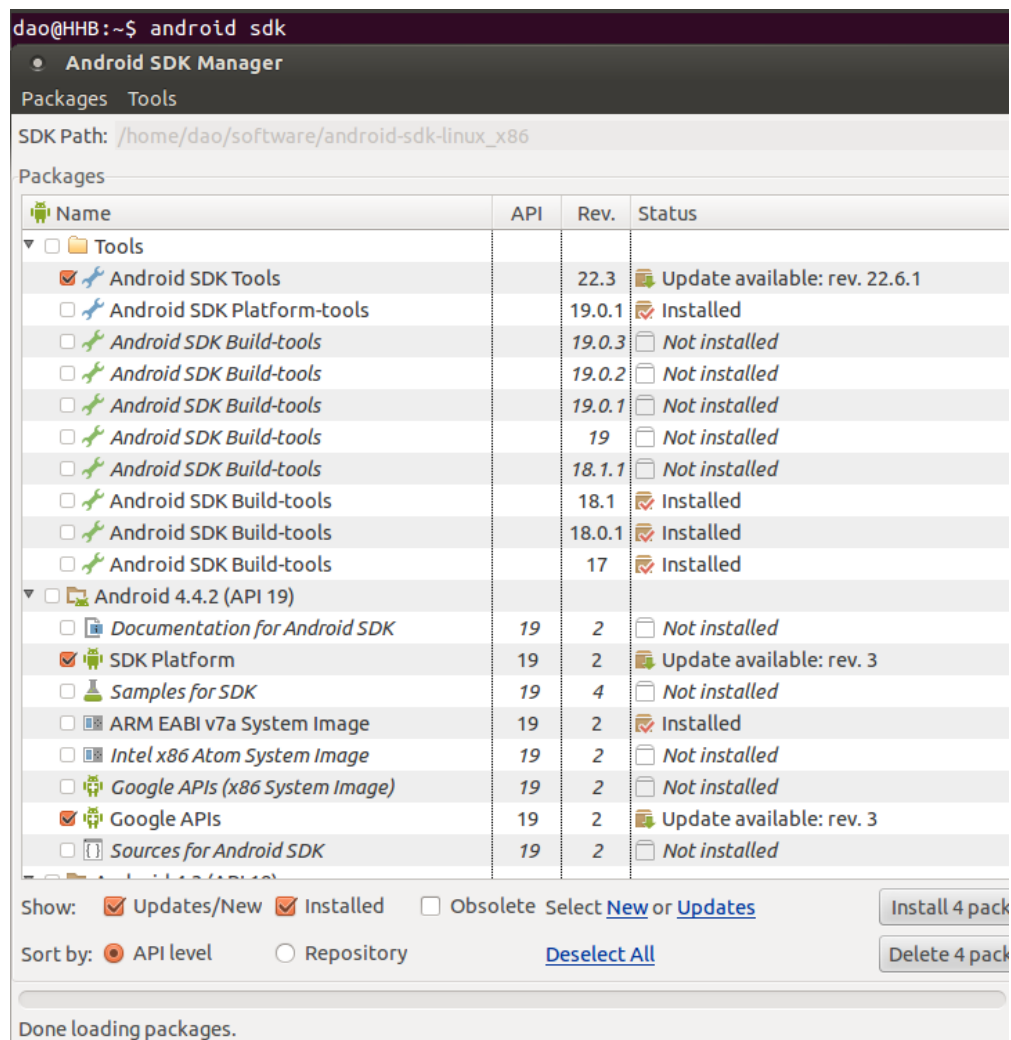 dao@HHB:~$ android sdk
Android SDK Manager
Packages Tools
SDK Path: /home/dao/software/android-sdk-linux_x86
Packages
Name API Rev. Status
Tools
Android SDK Tools 22.3 Update available: rev. 22.6.1
Android SDK Platform-tools 19.0.1 Installed
Android SDK Build-tools 19.0.3 Not installed
Android SDK Build-tools 19.0.2 Not installed
Android SDK Build-tools 19.0.1 Not installed
Android SDK Build-tools 19 Not installed
Android SDK Build-tools 18.1.1 Not installed
Android SDK Build-tools 18.1 Installed
Android SDK Build-tools 18.0.1 Installed
Android SDK Build-tools 17 Installed
Android 4.4.2 (API 19)
Documentation for Android SDK 19 2 Not installed
SDK Platform 19 2 Update available: rev. 3
Samples for SDK 19 4 Not installed
ARM EABI v7a System Image 19 2 Installed
Intel x86 Atom System Image 19 2 Not installed
Google APIs (x86 System Image) 19 2 Not installed
Google APIs 19 2 Update available: rev. 3
Sources for Android SDK 19 2 Not installed
Show: Updates/New Installed Obsolete Select New or Updates Install 4 pack
Sort by: API level Repository Deselect All Delete 4 pack
Done loading packages.